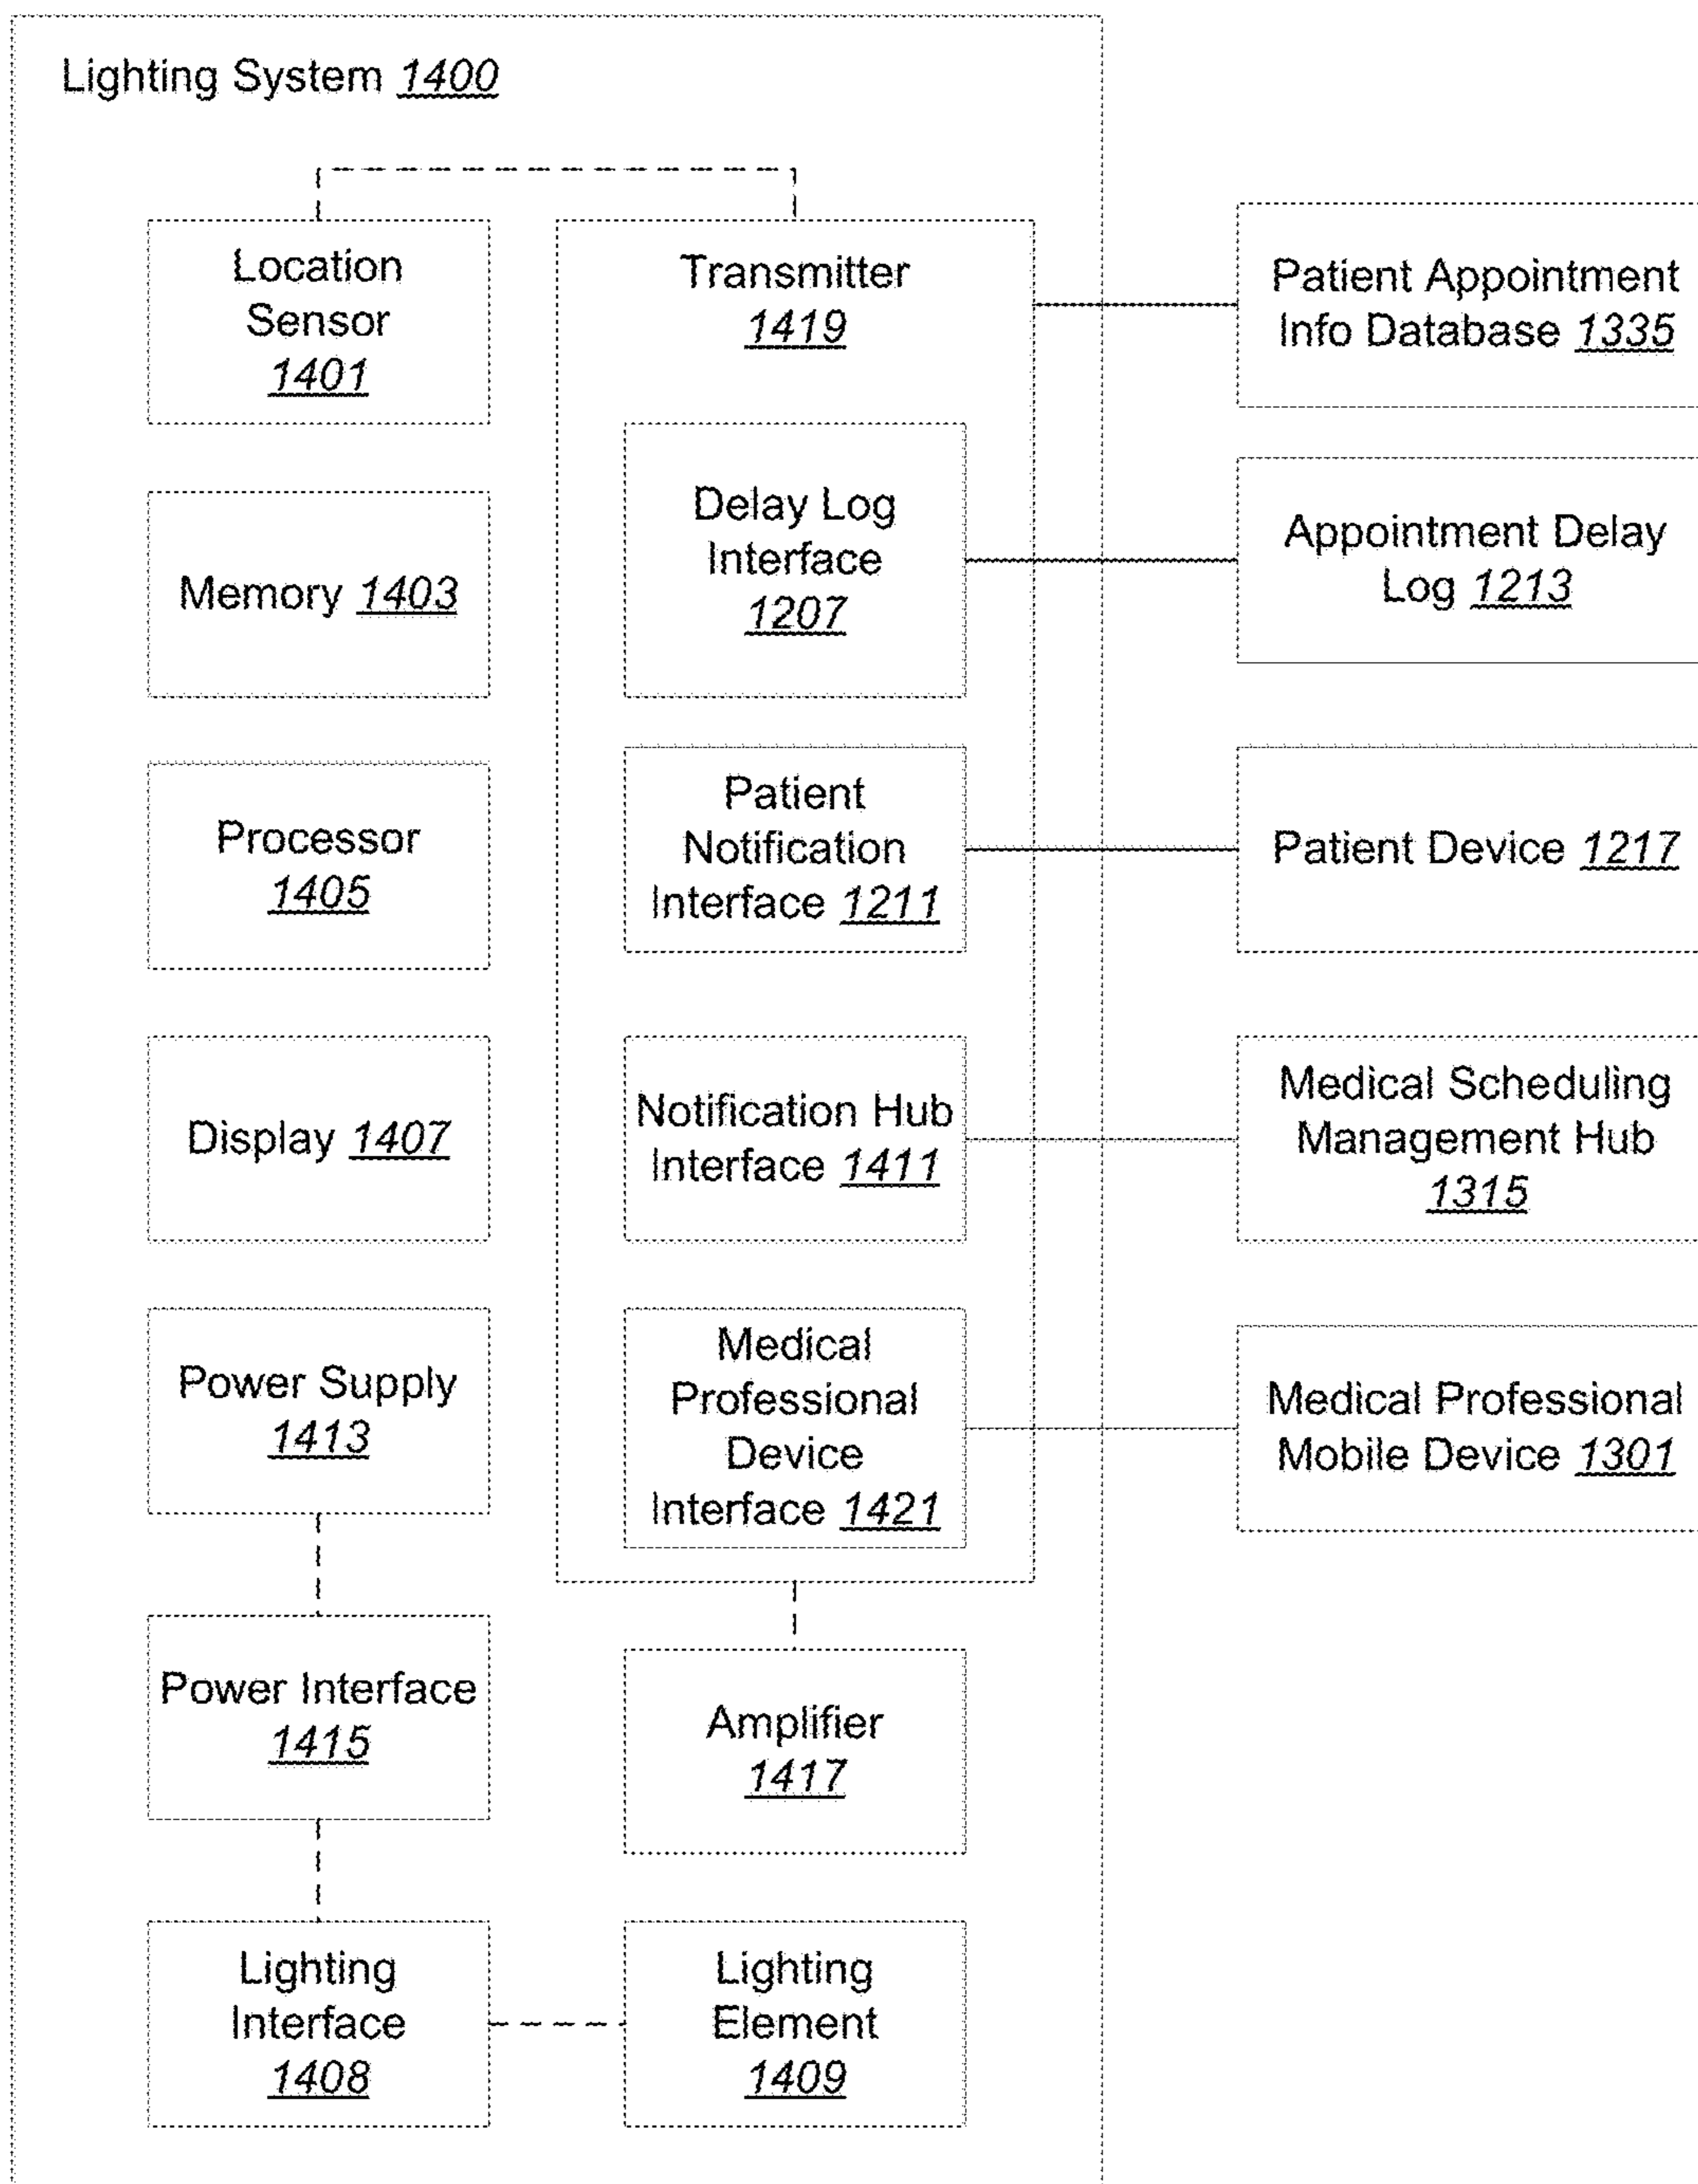 Lighting System 1400
Location
Sensor
1401
Transmitter
1419
Patient Appointment
Info Database 1335
Memory 1403
Delay Log
Interface
1207
Appointment Delay
Log 1213
Processor
1405
Patient
Notification
Interface 1211
Patient Device 1217
Display 1407
Notification Hub
Interface 1411
Medical Scheduling
Management Hub
1315
Power Supply
1413
Medical
Professional
Device
Interface 1421
Medical Professional
Mobile Device 1301
Power Interface
1415
Amplifier
1417
Lighting
Interface
1408
Lighting
Element
1409